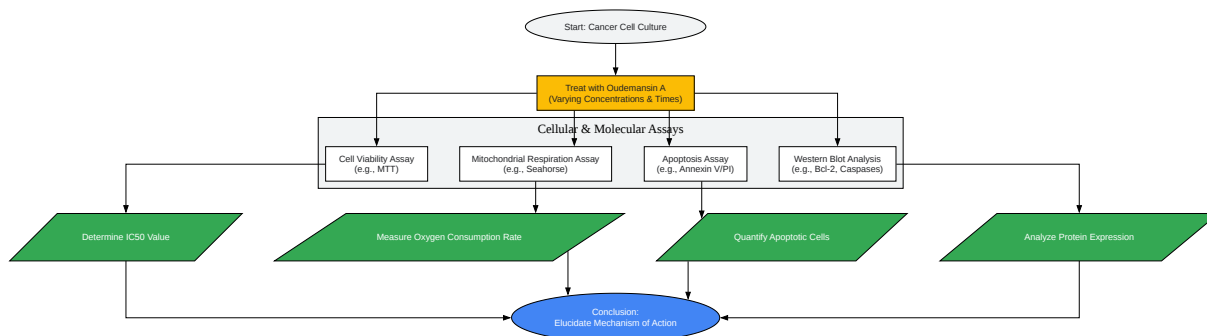 Start: Cancer Cell Culture
Treat with Oudemansin A
(Varying Concentrations & Times)
Cellular & Molecular Assays
Cell Viability Assay
(e.g., MTT)
Mitochondrial Respiration Assay
(e.g., Seahorse)
Apoptosis Assay
(e.g., Annexin V/PI)
Western Blot Analysis
(e.g., Bcl-2, Caspases)
Determine IC50 Value
Measure Oxygen Consumption Rate
Quantify Apoptotic Cells
Analyze Protein Expression
Conclusion:
Elucidate Mechanism of Action